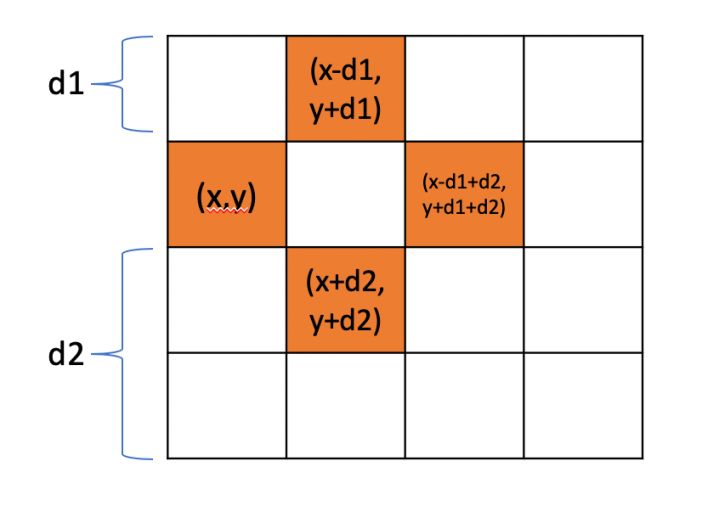 d1
(x-d1,
y+d1)
(x,y)
(x-d1+d2,
y+d1+d2)
(x+d2,
y+d2)
d2